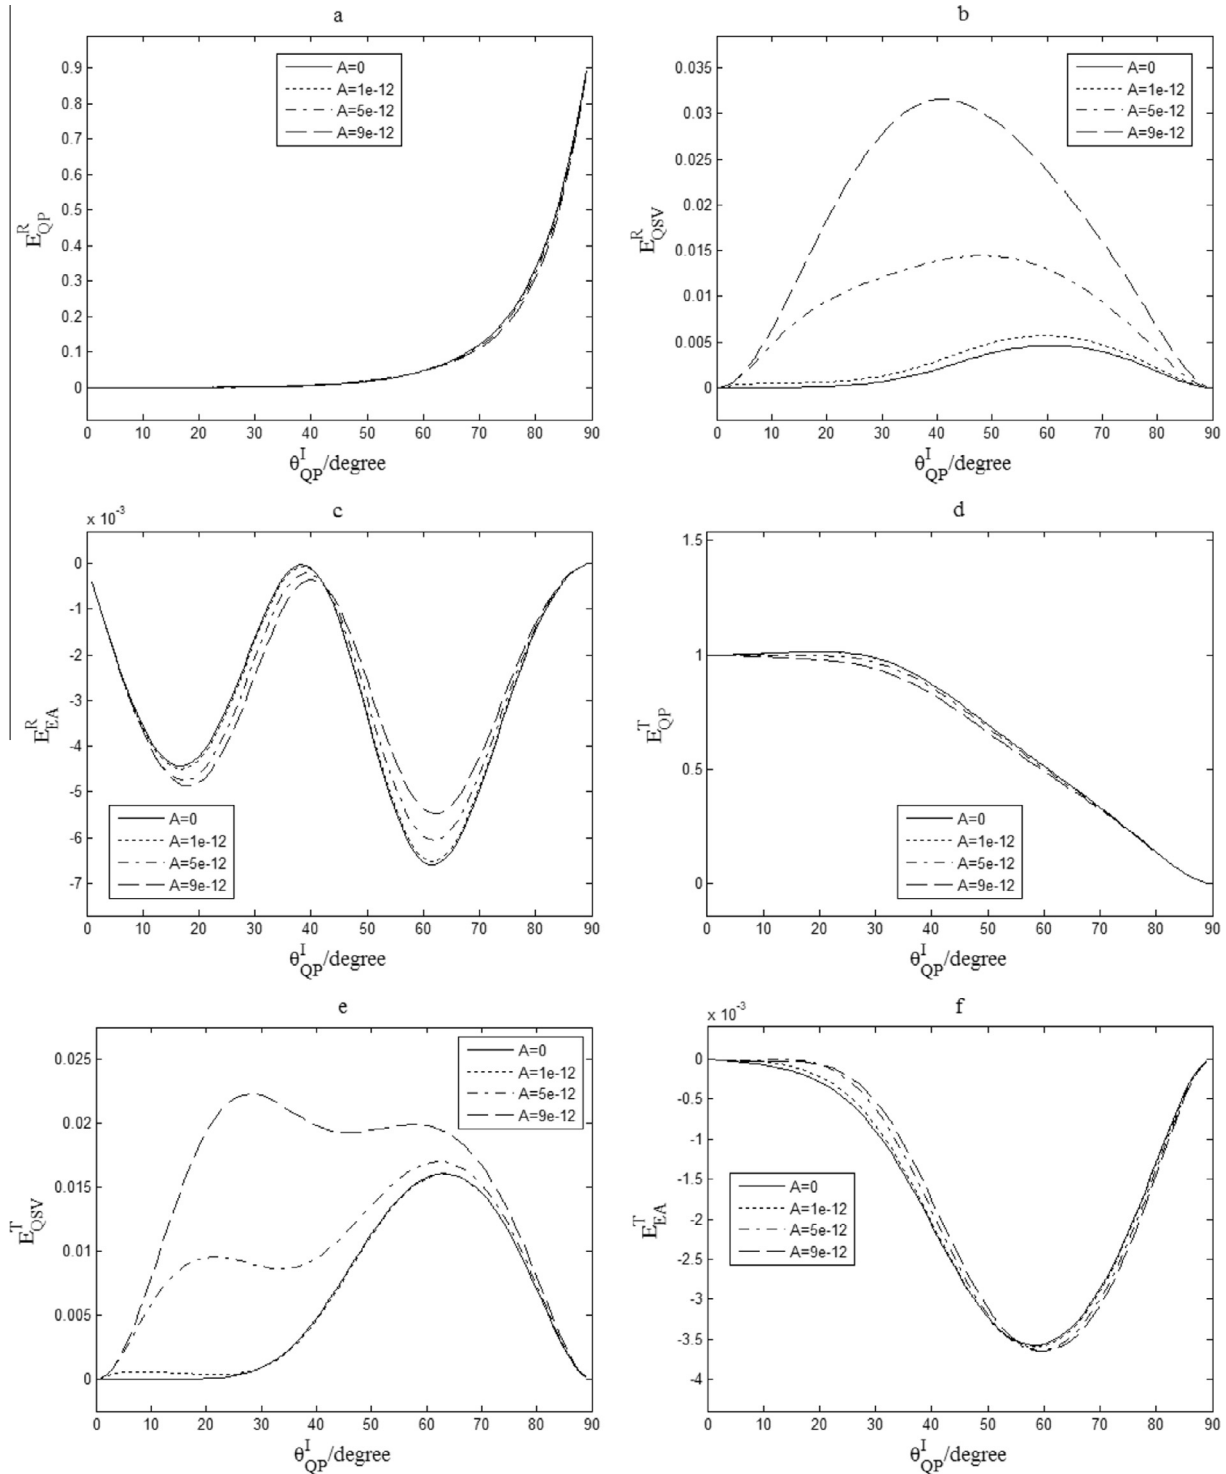 a
A=0
A=1e-12
A=5e-12
A=9e-12
0.9
0.8
0.7
0.6
0.5
0.4
0.3
0.2
0.1
0
E^R_QP
0 10 20 30 40 50 60 70 80 90
θ^I_QP/degree
b
A=0
A=1e-12
A=5e-12
A=9e-12
0.035
0.03
0.025
0.02
0.015
0.01
0.005
0
E^R_QSV
0 10 20 30 40 50 60 70 80 90
θ^I_QP/degree
c
x 10^-3
0
-1
-2
-3
-4
-5
-6
-7
E^R_EA
A=0
A=1e-12
A=5e-12
A=9e-12
0 10 20 30 40 50 60 70 80 90
θ^I_QP/degree
d
1.5
1
0.5
0
E^T_QP
A=0
A=1e-12
A=5e-12
A=9e-12
0 10 20 30 40 50 60 70 80 90
θ^I_QP/degree
e
A=0
A=1e-12
A=5e-12
A=9e-12
0.025
0.02
0.015
0.01
0.005
0
E^T_QSV
0 10 20 30 40 50 60 70 80 90
θ^I_QP/degree
f
x 10^-3
0
-0.5
-1
-1.5
-2
-2.5
-3
-3.5
-4
E^T_EA
A=0
A=1e-12
A=5e-12
A=9e-12
0 10 20 30 40 50 60 70 80 90
θ^I_QP/degree